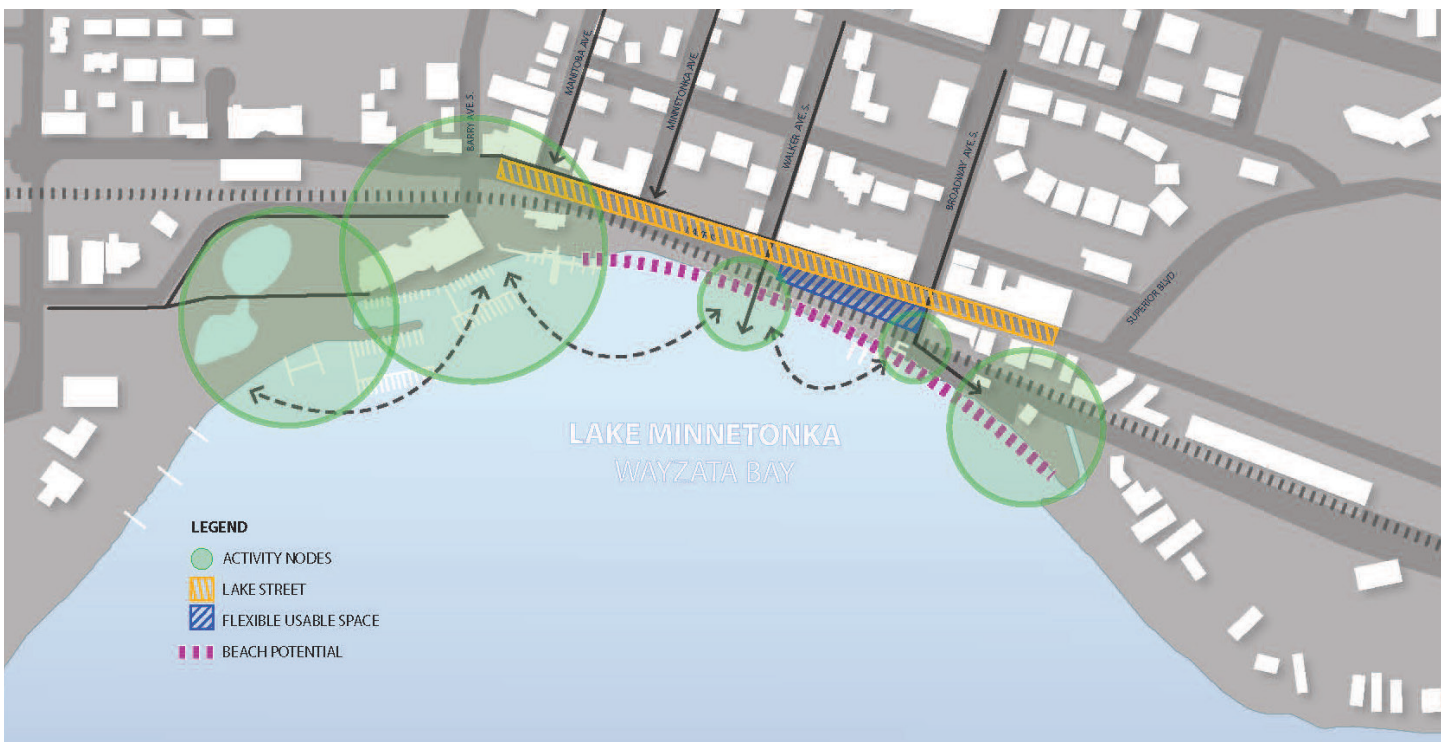 BARRY AVE S.
MANITOBA AVE.
MINNETONKA AVE.
WALKER AVE. S.
BROADWAY AVE. S.
SUPERIOR BLVD.
LAKE MINNETONKA
WAYZATA BAY
LEGEND
ACTIVITY NODES
LAKE STREET
FLEXIBLE USABLE SPACE
BEACH POTENTIAL